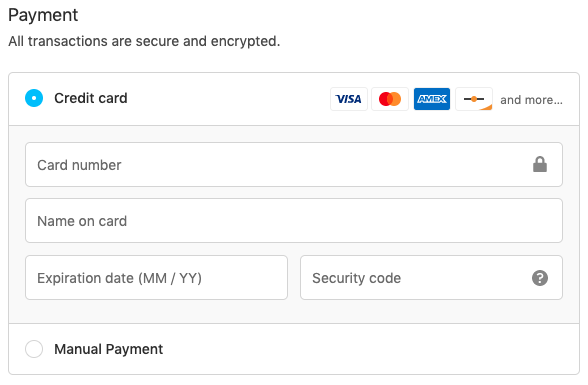 Payment
All transactions are secure and encrypted.
Credit card VISA AMEX and more...
Card number
Name on card
Expiration date (MM / YY) Security code ?
Manual Payment